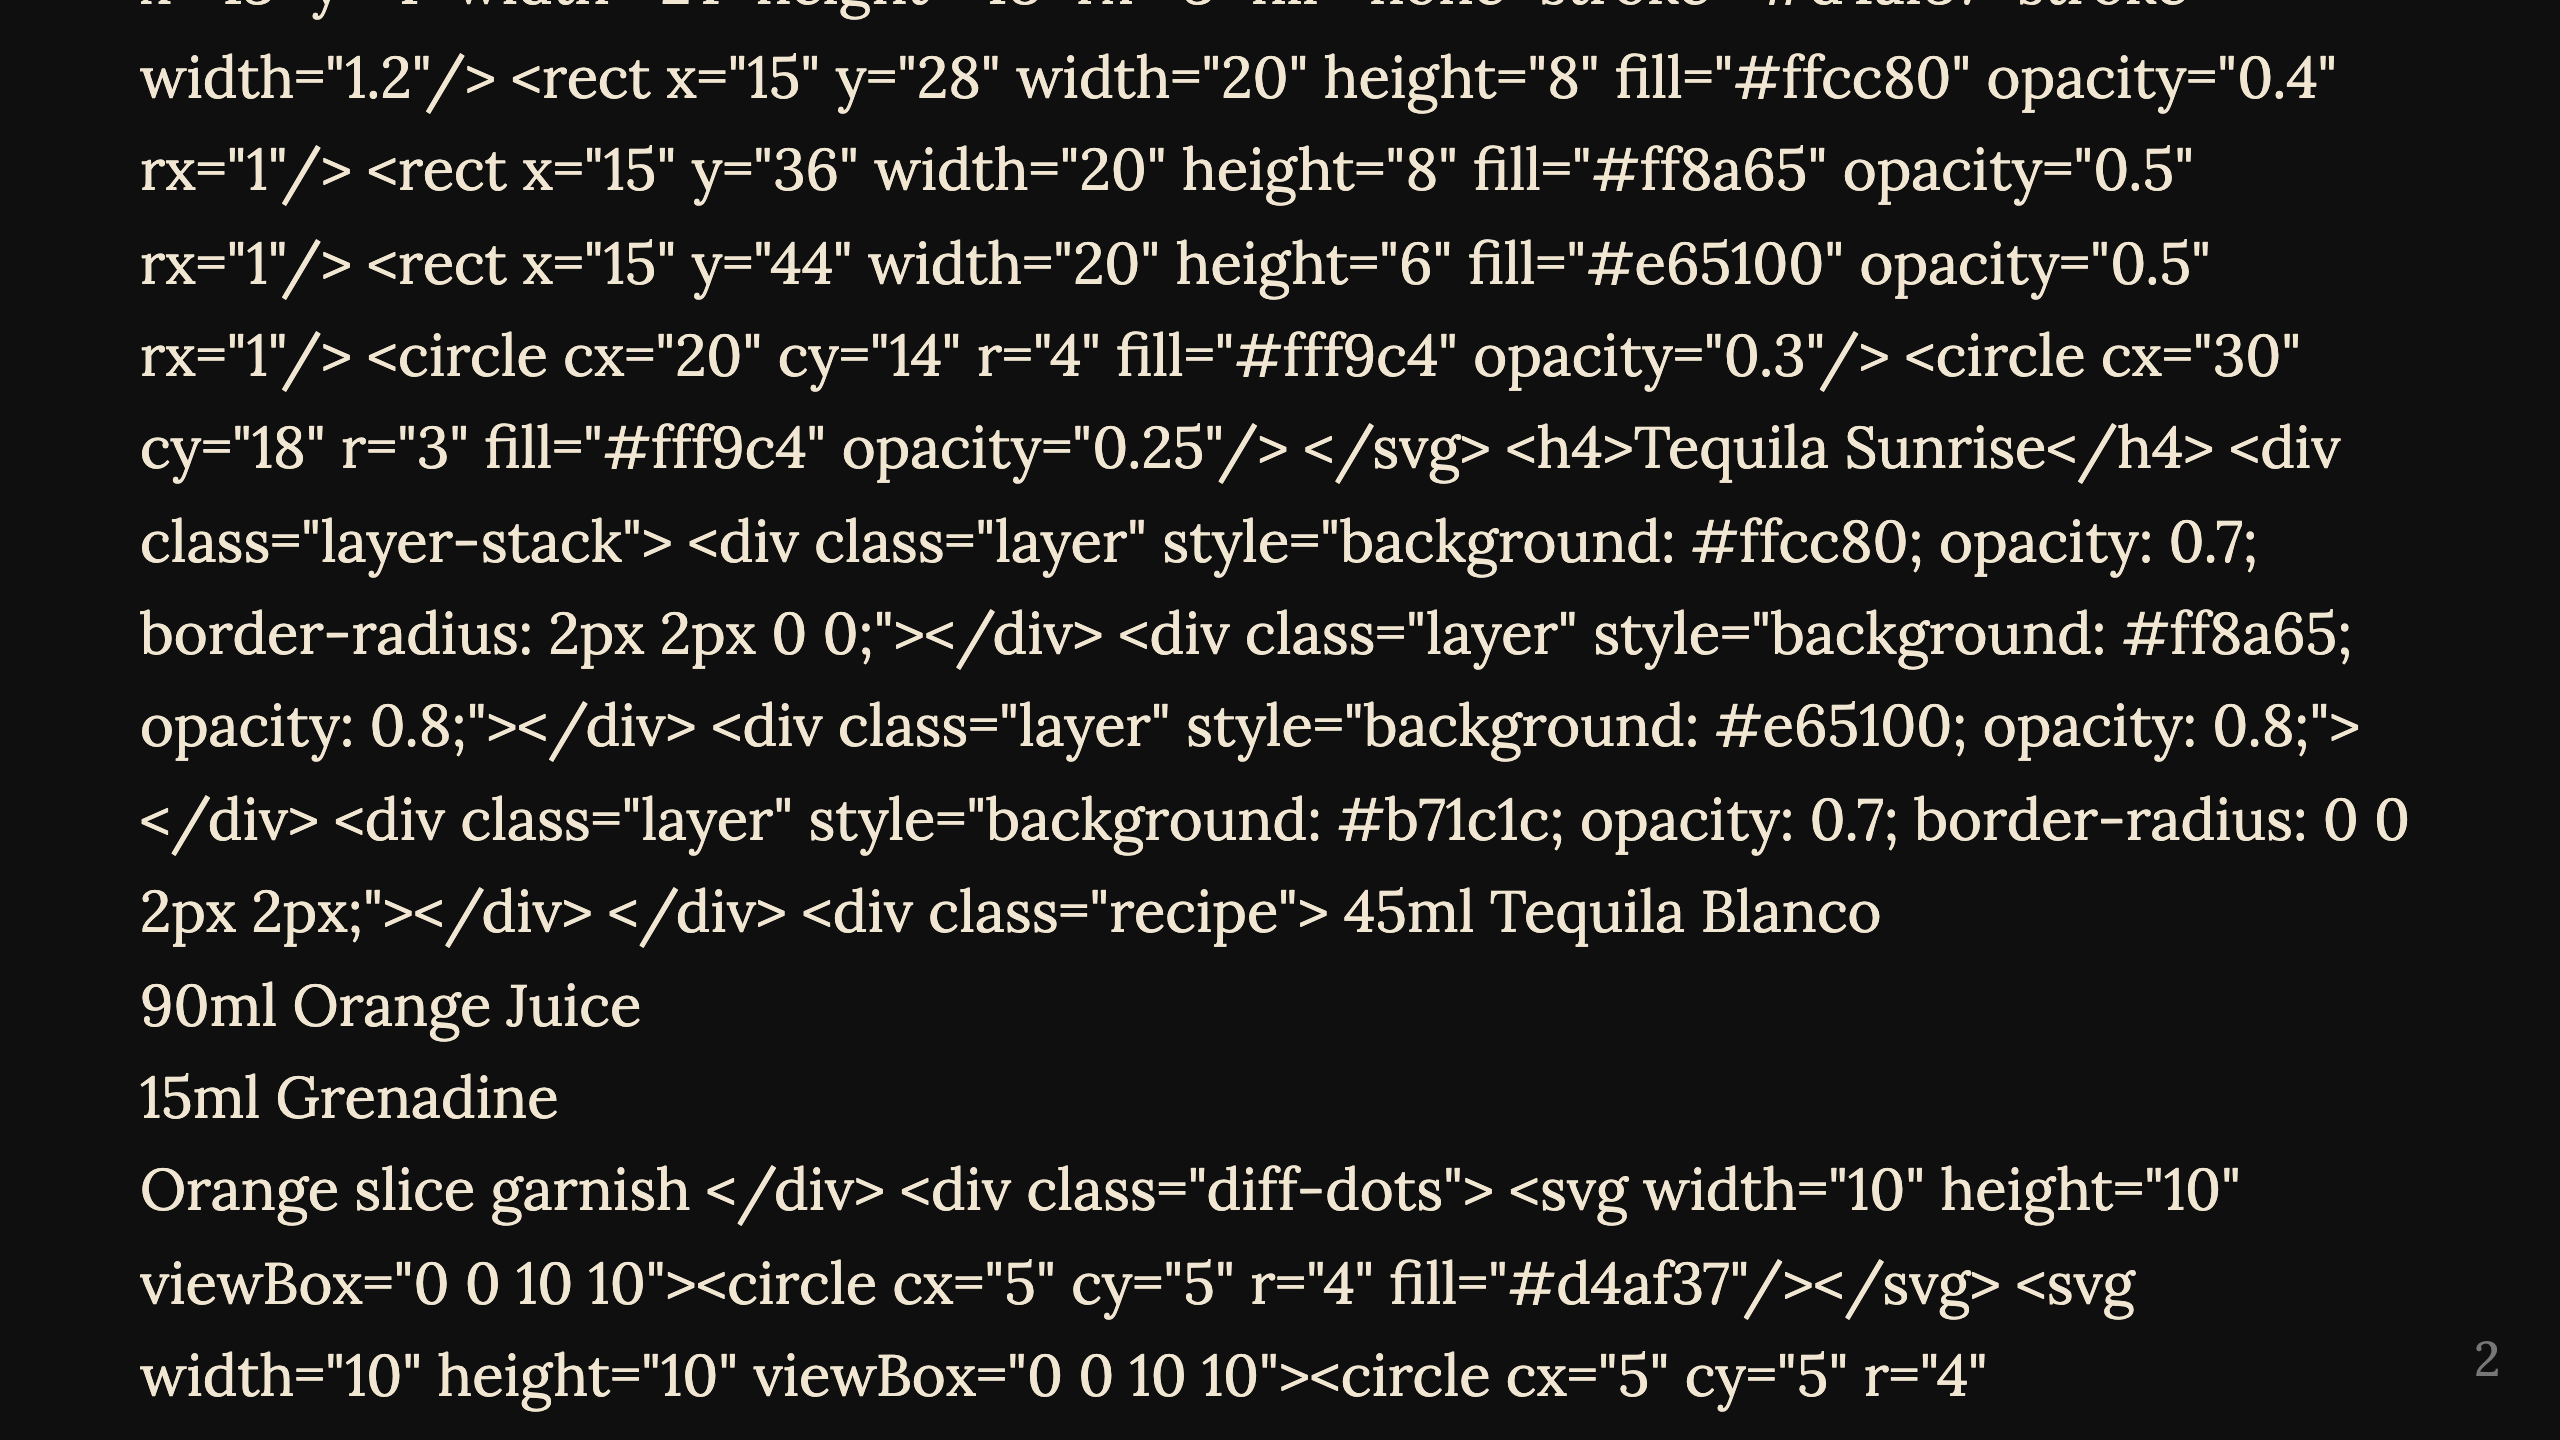 width="1.2"/> <rect x="15" y="28" width="20" height="8" fill="#ffcc80" opacity="0.4"
rx="1"/> <rect x="15" y="36" width="20" height="8" fill="#ff8a65" opacity="0.5"
rx="1"/> <rect x="15" y="44" width="20" height="6" fill="#e65100" opacity="0.5"
rx="1"/> <circle cx="20" cy="14" r="4" fill="#fff9c4" opacity="0.3"/> <circle cx="30"
cy="18" r="3" fill="#fff9c4" opacity="0.25"/> </svg> <h4>Tequila Sunrise</h4> <div
class="layer-stack"> <div class="layer" style="background: #ffcc80; opacity: 0.7;
border-radius: 2px 2px 0 0;"></div> <div class="layer" style="background: #ff8a65;
opacity: 0.8;"></div> <div class="layer" style="background: #e65100; opacity: 0.8;">
</div> <div class="layer" style="background: #b71c1c; opacity: 0.7; border-radius: 0 0
2px 2px;"></div> </div> <div class="recipe"> 45ml Tequila Blanco
90ml Orange Juice
15ml Grenadine
Orange slice garnish </div> <div class="diff-dots"> <svg width="10" height="10"
viewBox="0 0 10 10"><circle cx="5" cy="5" r="4" fill="#d4af37"/></svg> <svg
width="10" height="10" viewBox="0 0 10 10"><circle cx="5" cy="5" r="4"
2